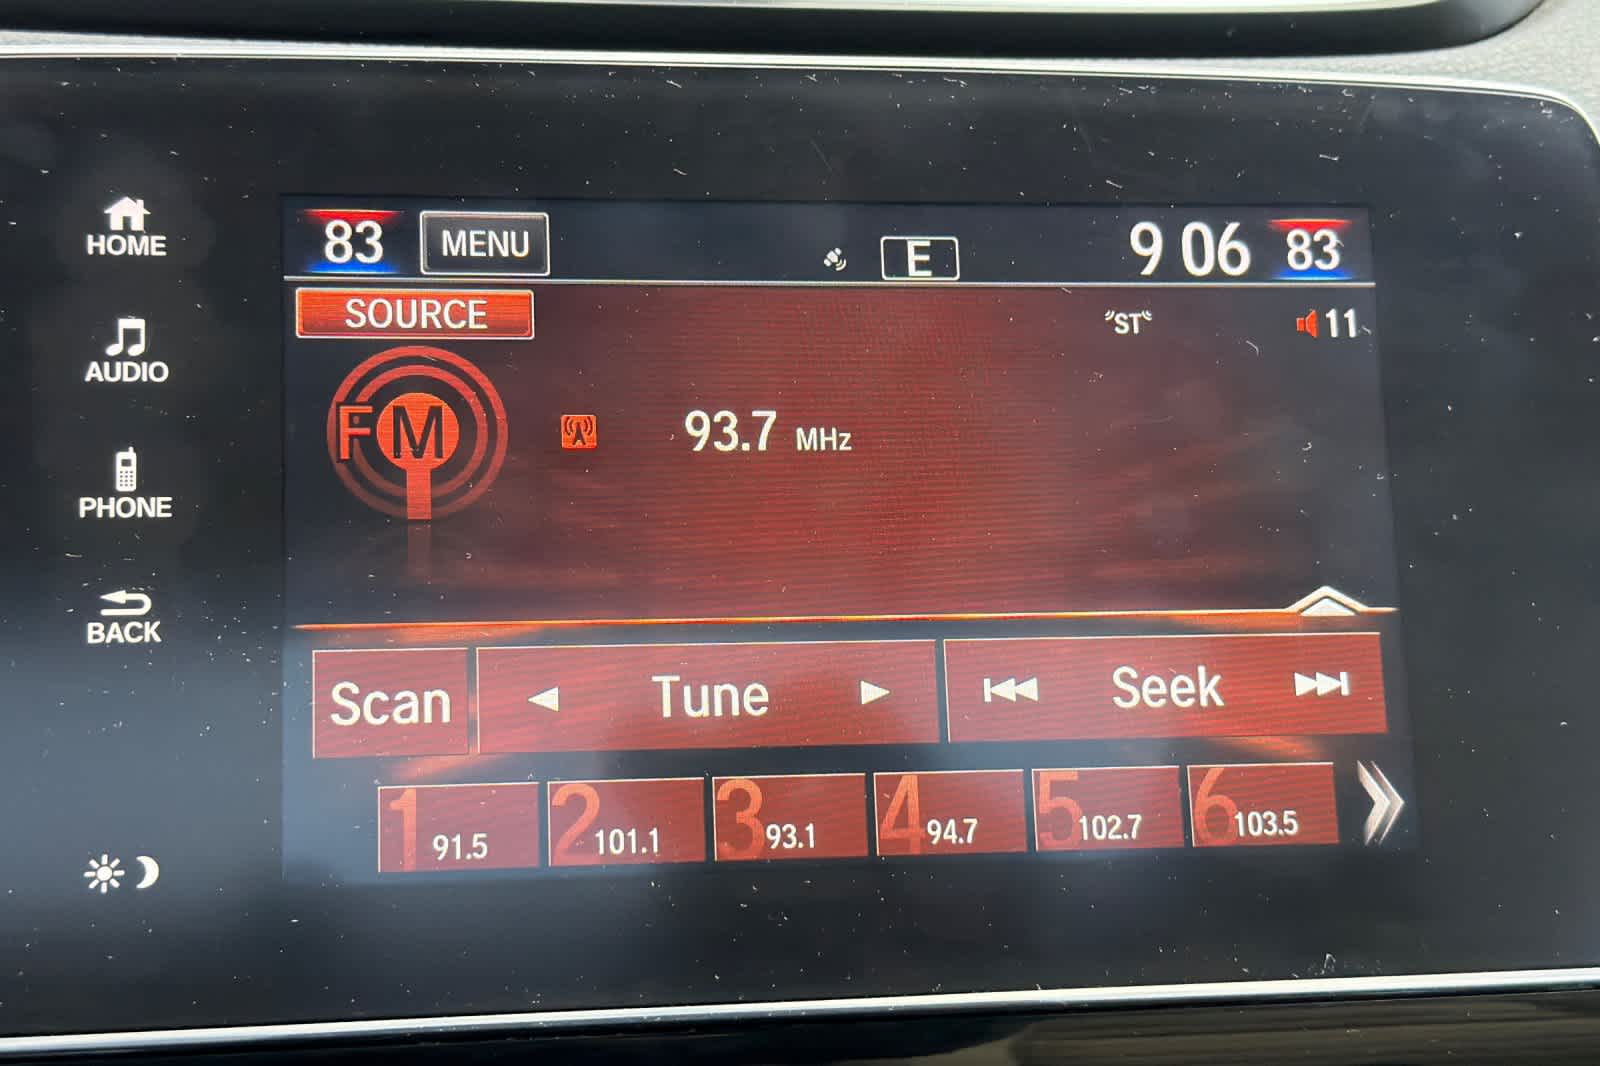 HOME
AUDIO
PHONE
BACK
83 MENU E 9 06 83
SOURCE "ST" 11
FM 93.7 MHz
Scan Tune Seek
1 91.5 2 101.1 3 93.1 4 94.7 5 102.7 6 103.5